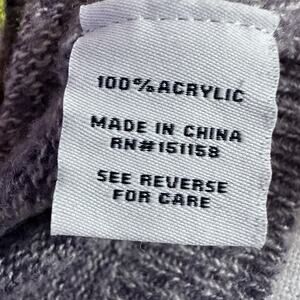 100% ACRYLIC
MADE IN CHINA
RN#151158
SEE REVERSE
FOR CARE